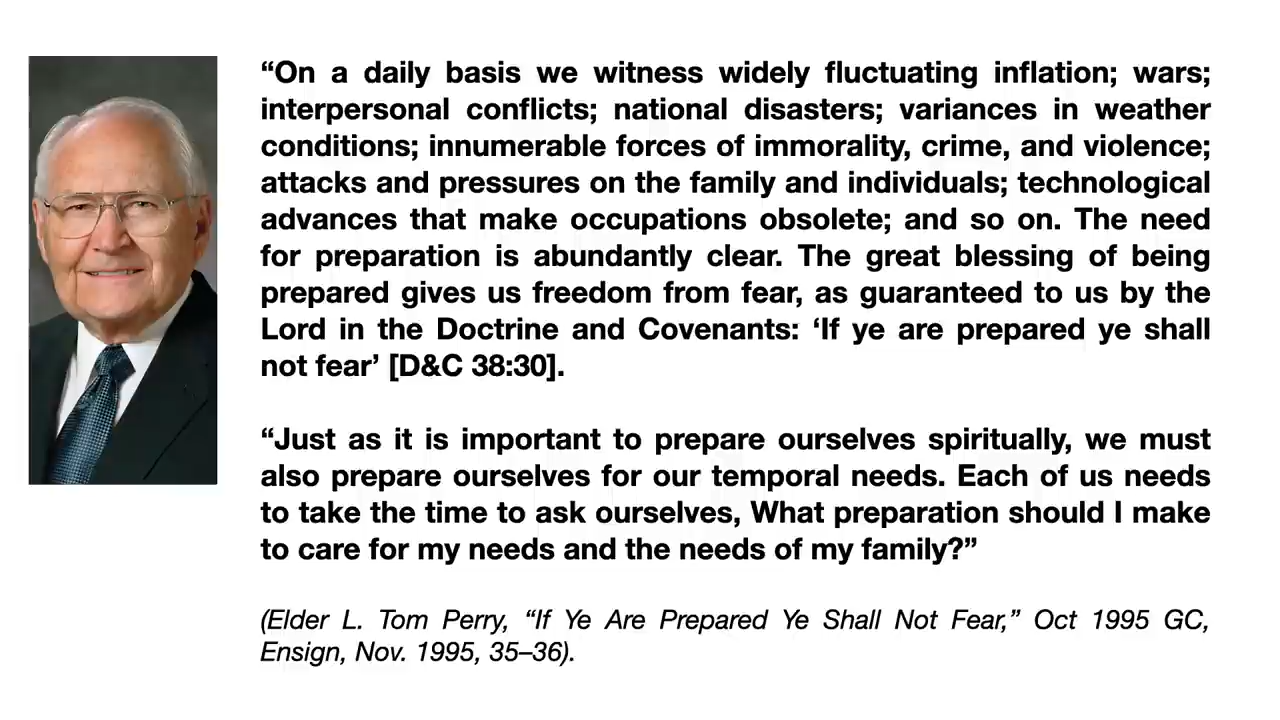 “On a daily basis we witness widely fluctuating inflation; wars;
interpersonal conflicts; national disasters; variances in weather
conditions; innumerable forces of immorality, crime, and violence;
attacks and pressures on the family and individuals; technological
advances that make occupations obsolete; and so on. The need
for preparation is abundantly clear. The great blessing of being
prepared gives us freedom from fear, as guaranteed to us by the
Lord in the Doctrine and Covenants: ‘If ye are prepared ye shall
not fear’ [D&C 38:30].
“Just as it is important to prepare ourselves spiritually, we must
also prepare ourselves for our temporal needs. Each of us needs
to take the time to ask ourselves, What preparation should I make
to care for my needs and the needs of my family?”
(Elder L. Tom Perry, “If Ye Are Prepared Ye Shall Not Fear,” Oct 1995 GC,
Ensign, Nov. 1995, 35–36).